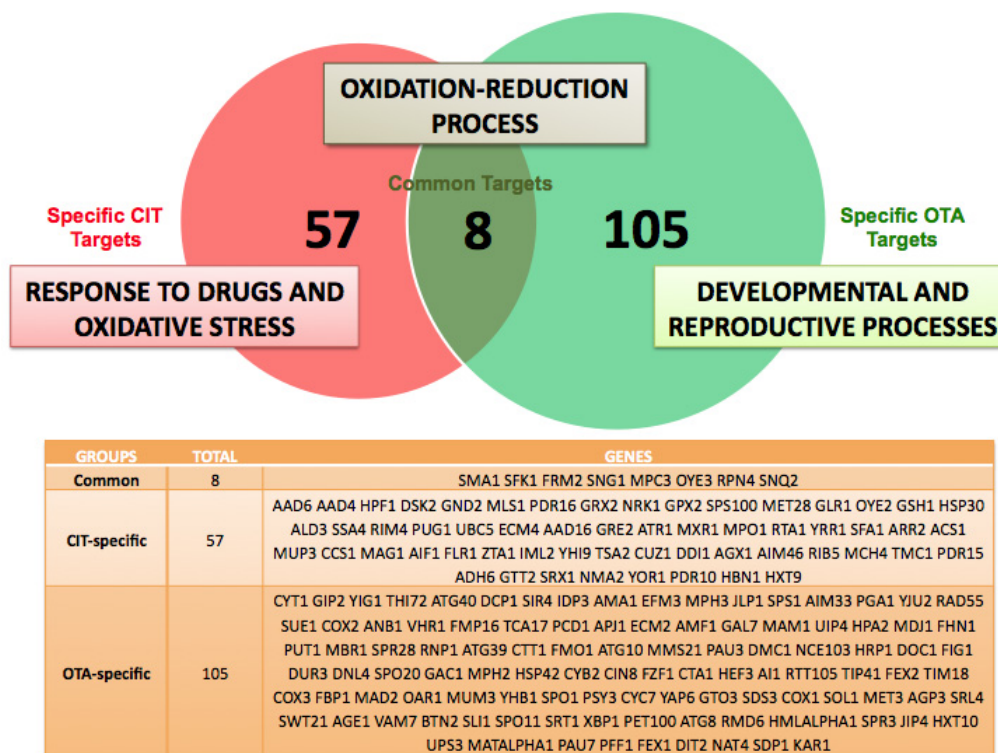 OXIDATION-REDUCTION
PROCESS
Common Targets
Specific CIT
Targets
57
8
105
Specific OTA
Targets
RESPONSE TO DRUGS AND
OXIDATIVE STRESS
DEVELOPMENTAL AND
REPRODUCTIVE PROCESSES
GROUPS TOTAL GENES
Common 8 SMA1 SFK1 FRM2 SNG1 MPC3 OYE3 RPN4 SNQ2
AAD6 AAD4 HPF1 DSK2 GND2 MLS1 PDR16 GRX2 NRK1 GPX2 SPS100 MET28 GLR1 OYE2 GSH1 HSP30
ALD3 SSA4 RIM4 PUG1 UBC5 ECM4 AAD16 GRE2 ATR1 MXR1 MPO1 RTA1 YRR1 SFA1 ARR2 ACS1
CIT-specific 57
MUP3 CCS1 MAG1 AIF1 FLR1 ZTA1 IML2 YHI9 TSA2 CUZ1 DDI1 AGX1 AIM46 RIB5 MCH4 TMC1 PDR15
ADH6 GTT2 SRX1 NMA2 YOR1 PDR10 HBN1 HXT9
CYT1 GIP2 YIG1 THI72 ATG40 DCP1 SIR4 IDP3 AMA1 EFM3 MPH3 JLP1 SPS1 AIM33 PGA1 YJU2 RAD55
SUE1 COX2 ANB1 VHR1 FMP16 TCA17 PCD1 APJ1 ECM2 AMF1 GAL7 MAM1 UIP4 HPA2 MDJ1 FHN1
PUT1 MBR1 SPR28 RNP1 ATG39 CTT1 FMO1 ATG10 MMS21 PAU3 DMC1 NCE103 HRP1 DOC1 FIG1
OTA-specific 105 DUR3 DNL4 SPO20 GAC1 MPH2 HSP42 CYB2 CIN8 FZF1 CTA1 HEF3 AI1 RTT105 TIP41 FEX2 TIM18
COX3 FBP1 MAD2 OAR1 MUM3 YHB1 SPO1 PSY3 CYC7 YAP6 GTO3 SDS3 COX1 SOL1 MET3 AGP3 SRL4
SWT21 AGE1 VAM7 BTN2 SLI1 SPO11 SRT1 XBP1 PET100 ATG8 RMD6 HMLALPHA1 SPR3 JIP4 HXT10
UPS3 MATALPHA1 PAU7 PFF1 FEX1 DIT2 NAT4 SDP1 KAR1